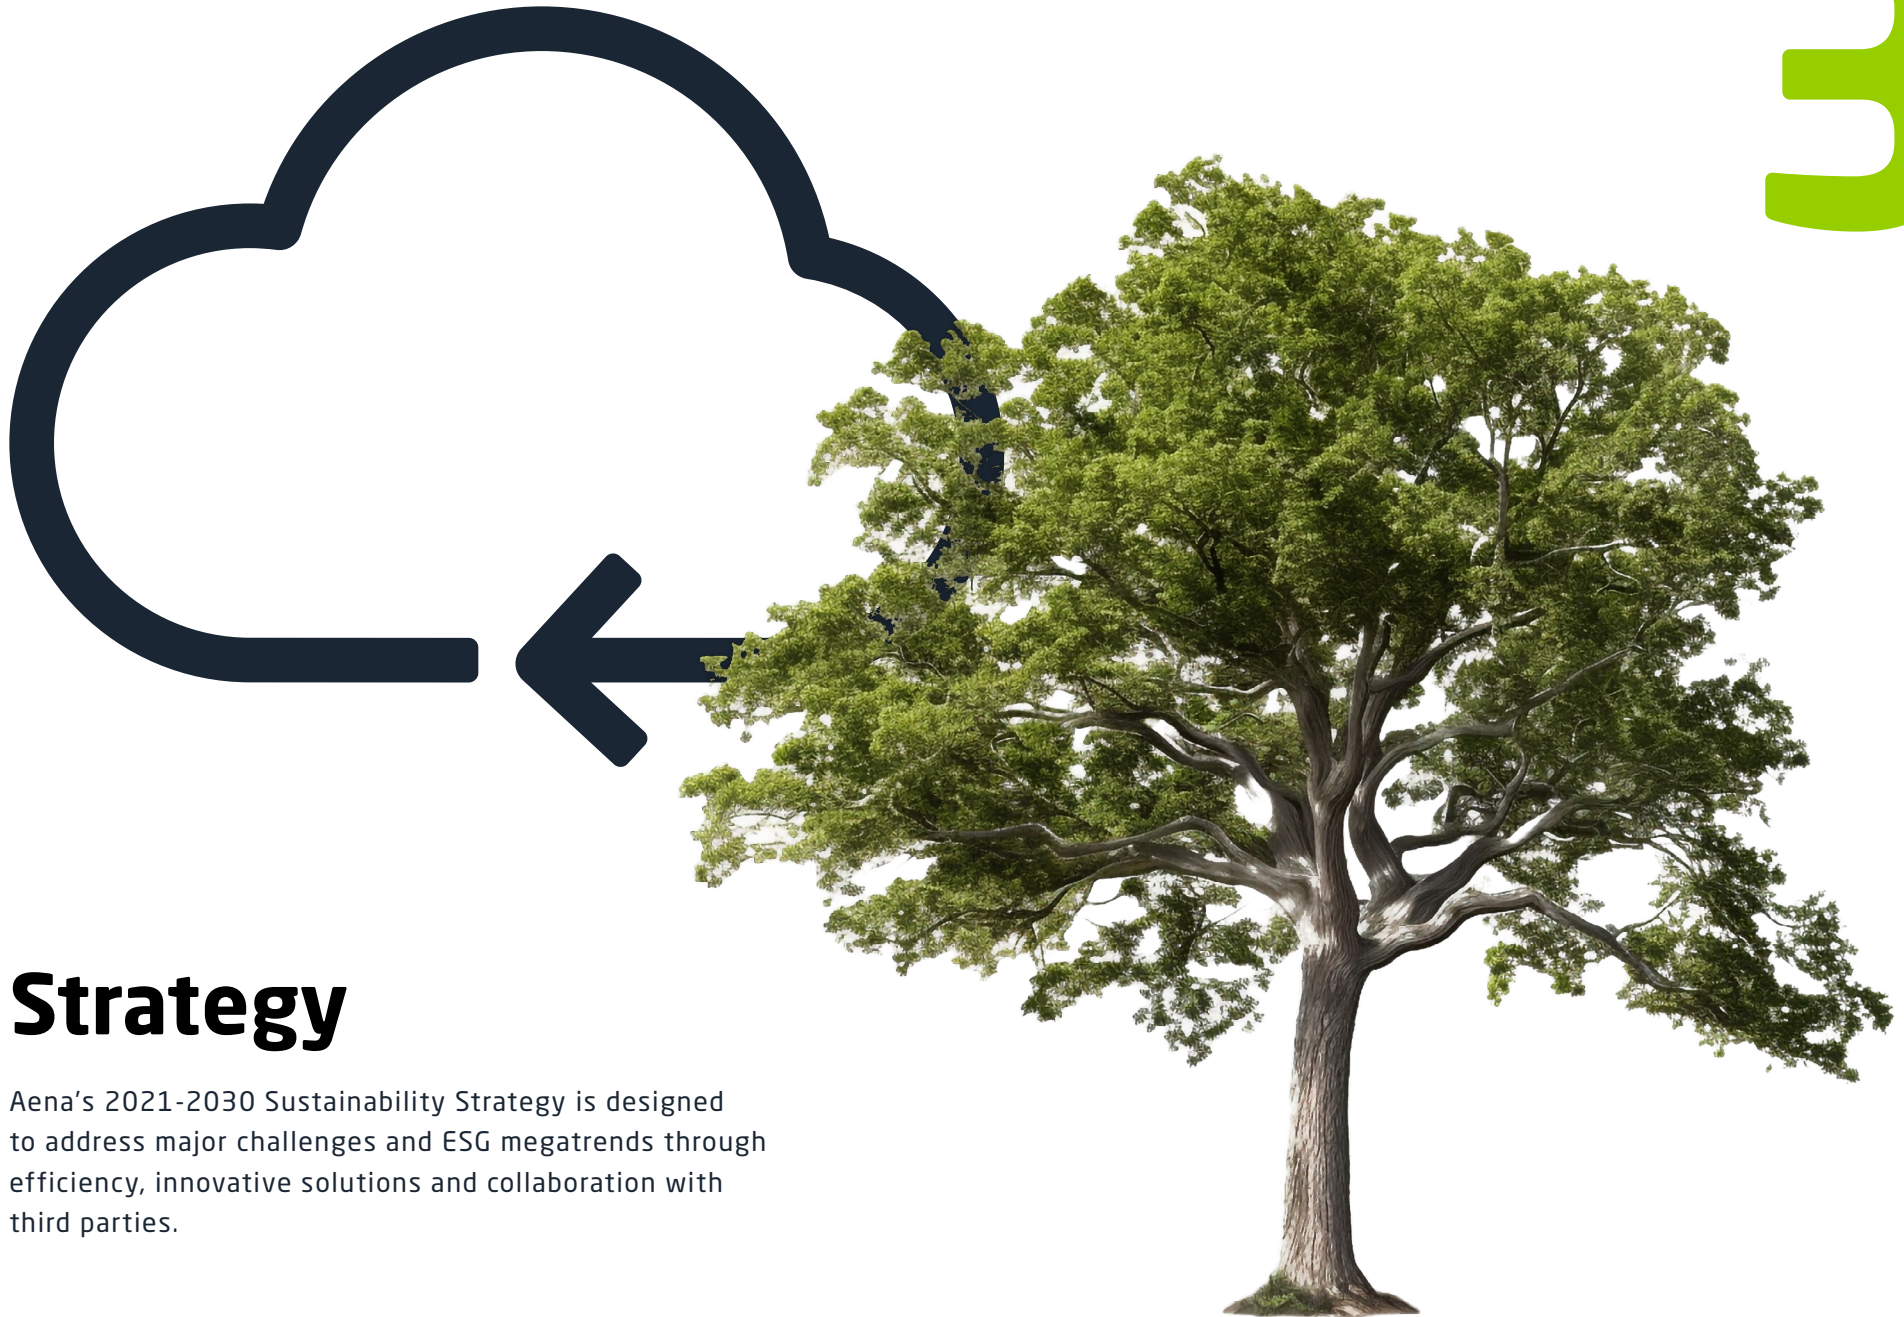 3
Strategy
Aena’s 2021-2030 Sustainability Strategy is designed
to address major challenges and ESG megatrends through
efficiency, innovative solutions and collaboration with
third parties.